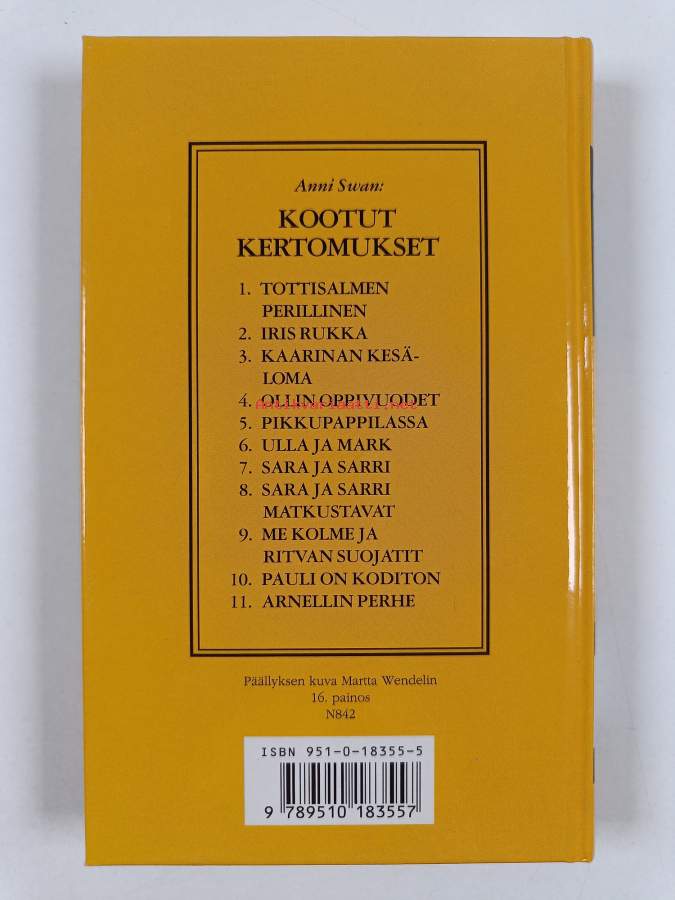 Anni Swan:
KOOTUT
KERTOMUKSET
1. TOTTISALMEN
PERILLINEN
2. IRIS RUKKA
3. KAARINAN KESÄ-
LOMA
4. OLLIN OPPIVUODET
antikvariaatti.net
5. PIKKUPAPPILASSA
6. ULLA JA MARK
7. SARA JA SARRI
8. SARA JA SARRI
MATKUSTAVAT
9. ME KOLME JA
RITVAN SUOJATIT
10. PAULI ON KODITON
11. ARNELLIN PERHE
Päällyksen kuva Martta Wendelin
16. painos
N842
ISBN 951-0-18355-5
9 789510 183557